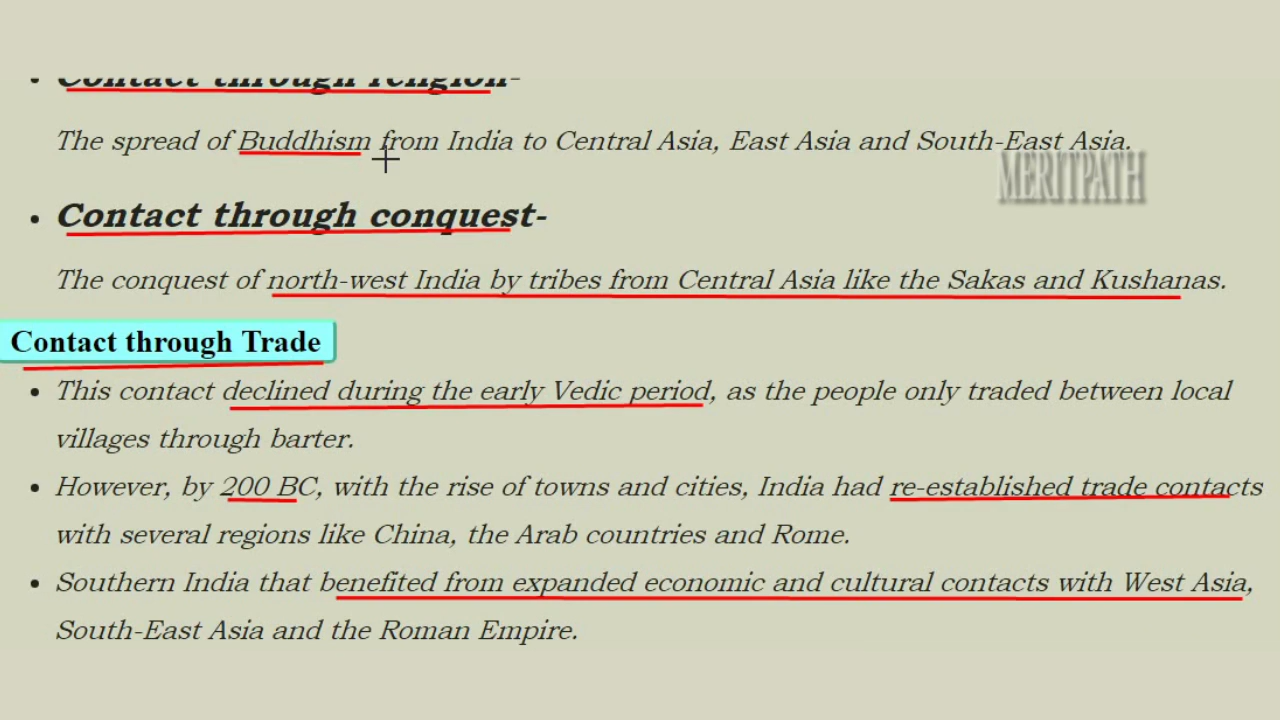 • Contact through religion-
The spread of Buddhism from India to Central Asia, East Asia and South-East Asia.
MERITPATH
• Contact through conquest-
The conquest of north-west India by tribes from Central Asia like the Sakas and Kushanas.
Contact through Trade
• This contact declined during the early Vedic period, as the people only traded between local
villages through barter.
• However, by 200 BC, with the rise of towns and cities, India had re-established trade contacts
with several regions like China, the Arab countries and Rome.
• Southern India that benefited from expanded economic and cultural contacts with West Asia,
South-East Asia and the Roman Empire.